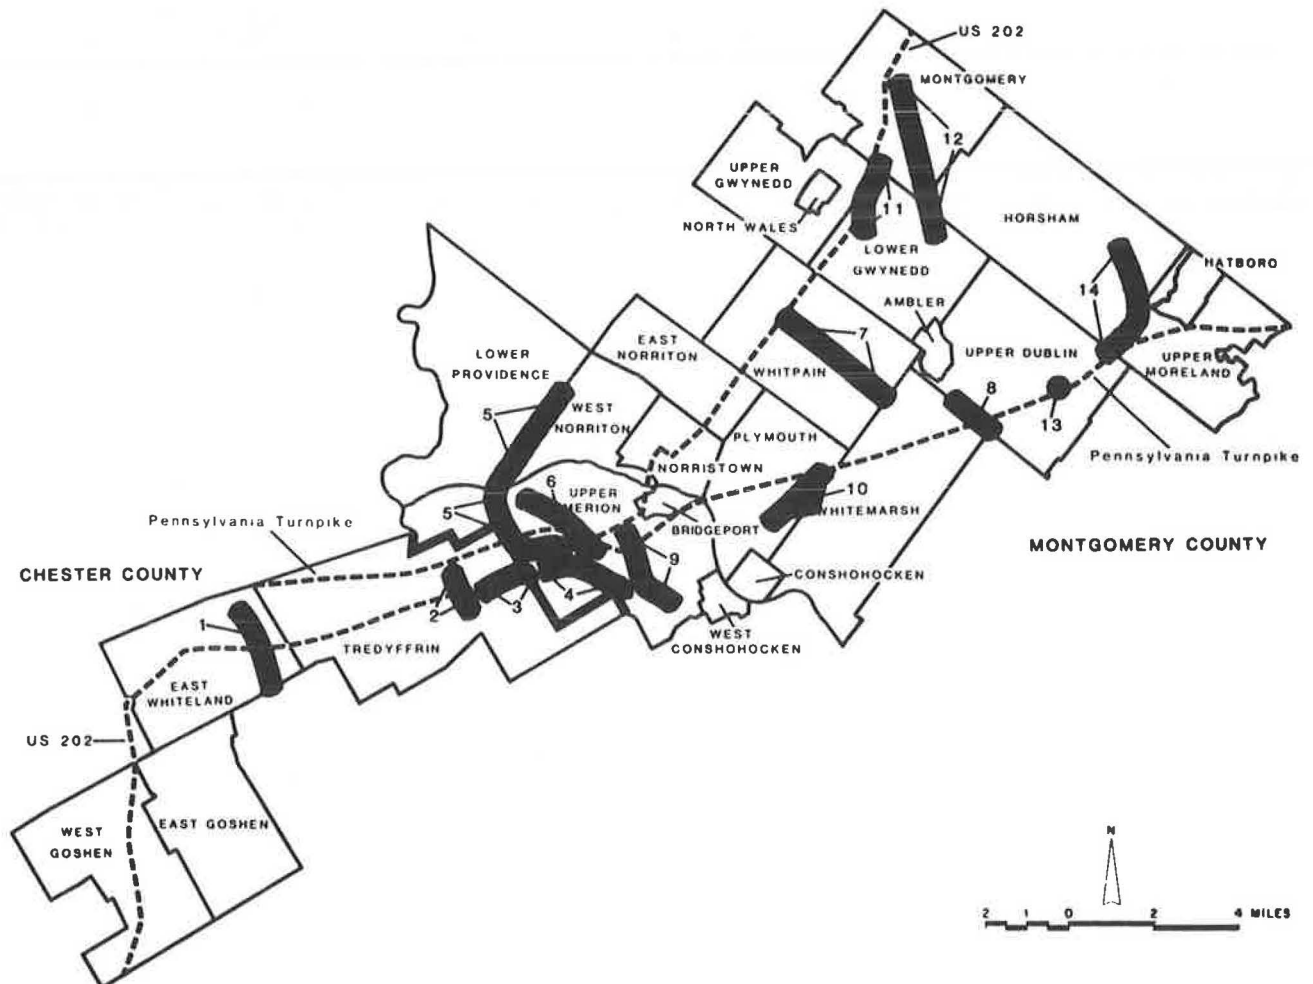 US 202
MONTGOMERY
12
UPPER
GWYNEDD
11
NORTH WALES
HORSHAM
LOWER
GWYNEDD
HATBORO
14
AMBLER
EAST
NORRITON
7
LOWER
PROVIDENCE
WHITPAIN
UPPER DUBLIN
UPPER
MORELAND
5
WEST
NORRITON
8
13
PLYMOUTH
Pennsylvania Turnpike
NORRISTOWN
6
UPPER
MERION
10
5
WHITEMARSH
Pennsylvania Turnpike
BRIDGEPORT
MONTGOMERY COUNTY
CHESTER COUNTY
9
CONSHOHOCKEN
2
3
4
1
WEST
CONSHOHOCKEN
TREDYFFRIN
EAST
WHITELAND
US 202
WEST
GOSHEN
EAST GOSHEN
N
2 1 0 2 4 MILES